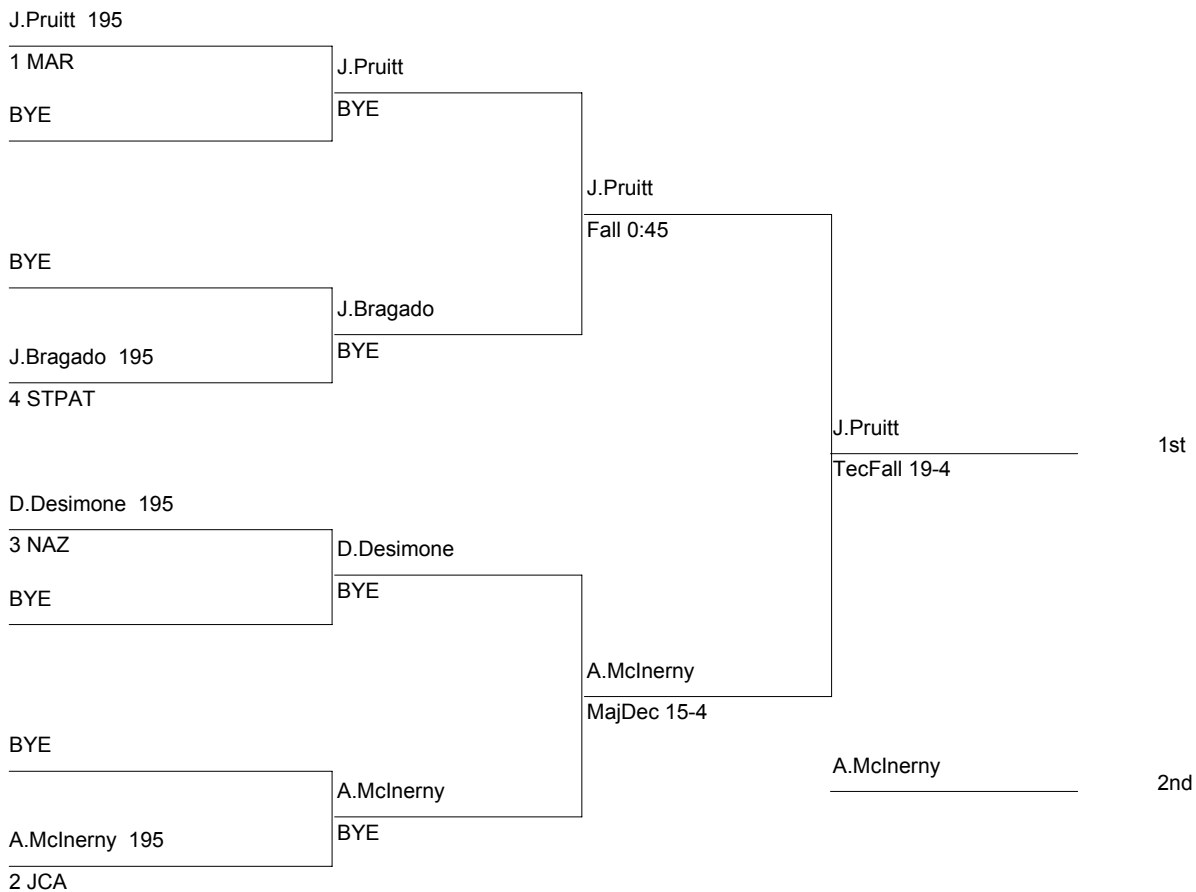 J.Pruitt 195
1 MAR
BYE
J.Pruitt
BYE
BYE
J.Bragado 195
4 STPAT
J.Bragado
BYE
J.Pruitt
Fall 0:45
D.Desimone 195
3 NAZ
BYE
D.Desimone
BYE
BYE
A.McInerny 195
2 JCA
A.McInerny
BYE
A.McInerny
MajDec 15-4
J.Pruitt
TecFall 19-4
1st
A.McInerny
2nd